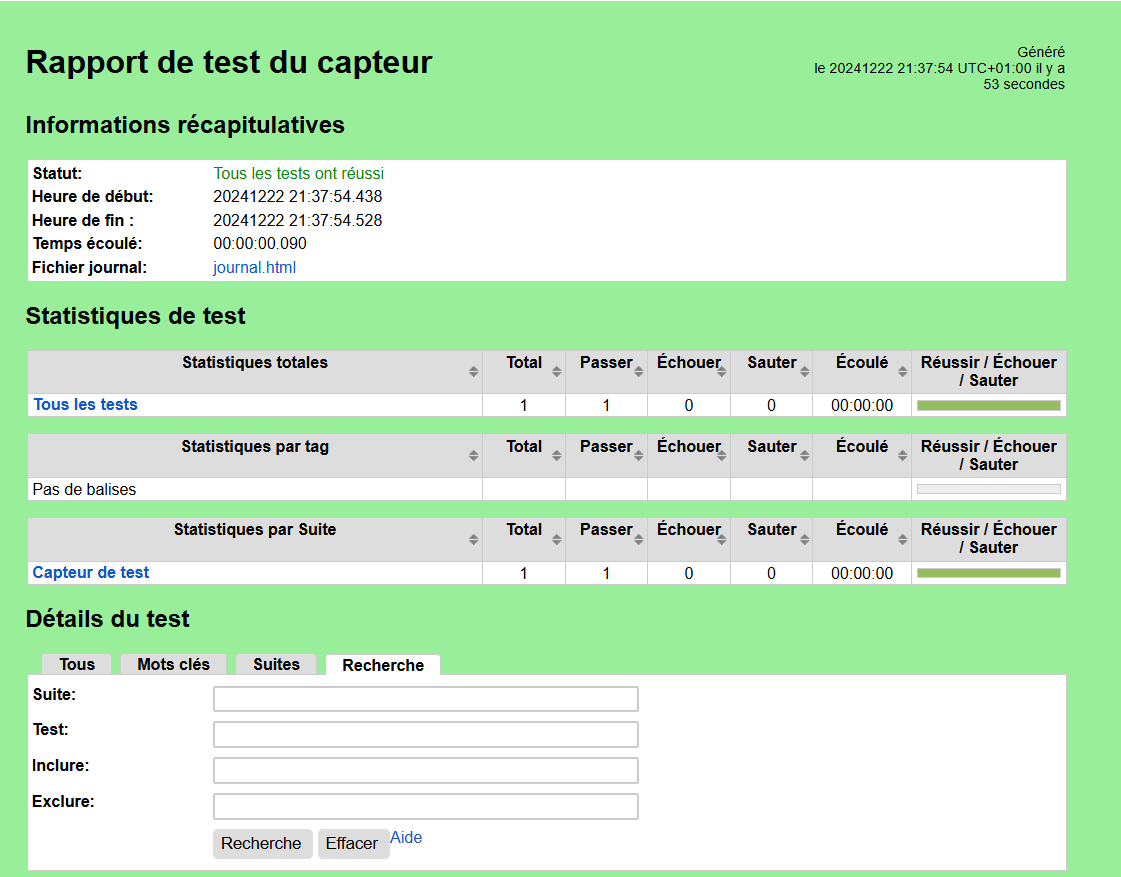 Rapport de test du capteur
Généré
le 20241222 21:37:54 UTC+01:00 il y a
53 secondes
Informations récapitulatives
Statut: Tous les tests ont réussi
Heure de début: 20241222 21:37:54.438
Heure de fin : 20241222 21:37:54.528
Temps écoulé: 00:00:00.090
Fichier journal: journal.html
Statistiques de test
Statistiques totales Total Passer Échouer Sauter Écoulé Réussir / Échouer
/ Sauter
Tous les tests 1 1 0 0 00:00:00
Statistiques par tag Total Passer Échouer Sauter Écoulé Réussir / Échouer
/ Sauter
Pas de balises
Statistiques par Suite Total Passer Échouer Sauter Écoulé Réussir / Échouer
/ Sauter
Capteur de test 1 1 0 0 00:00:00
Détails du test
Tous Mots clés Suites Recherche
Suite:
Test:
Inclure:
Exclure:
Recherche Effacer Aide